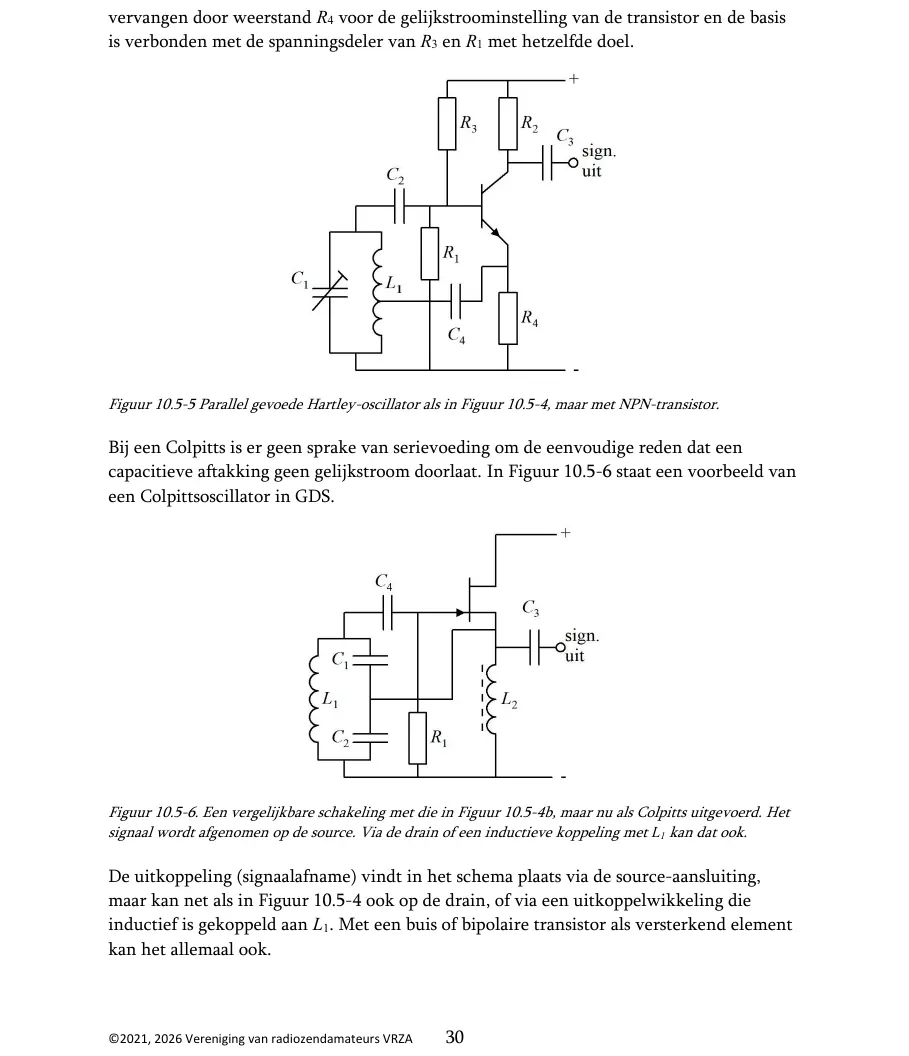 vervangen door weerstand R4 voor de gelijkstroominstelling van de transistor en de basis
is verbonden met de spanningsdeler van R3 en R1 met hetzelfde doel.
+
R3
R2
C3
sign.
uit
C2
R1
C1
L1
C4
R4
-
Figuur 10.5-5 Parallel gevoede Hartley-oscillator als in Figuur 10.5-4, maar met NPN-transistor.
Bij een Colpitts is er geen sprake van serievoeding om de eenvoudige reden dat een
capacitieve aftakking geen gelijkstroom doorlaat. In Figuur 10.5-6 staat een voorbeeld van
een Colpittsoscillator in GDS.
+
C4
C3
sign.
uit
C1
L1
L2
C2
R1
-
Figuur 10.5-6. Een vergelijkbare schakeling met die in Figuur 10.5-4b, maar nu als Colpitts uitgevoerd. Het
signaal wordt afgenomen op de source. Via de drain of een inductieve koppeling met L1 kan dat ook.
De uitkoppeling (signaalafname) vindt in het schema plaats via de source-aansluiting,
maar kan net als in Figuur 10.5-4 ook op de drain, of via een uitkoppelwikkeling die
inductief is gekoppeld aan L1. Met een buis of bipolaire transistor als versterkend element
kan het allemaal ook.
©2021, 2026 Vereniging van radiozendamateurs VRZA 30